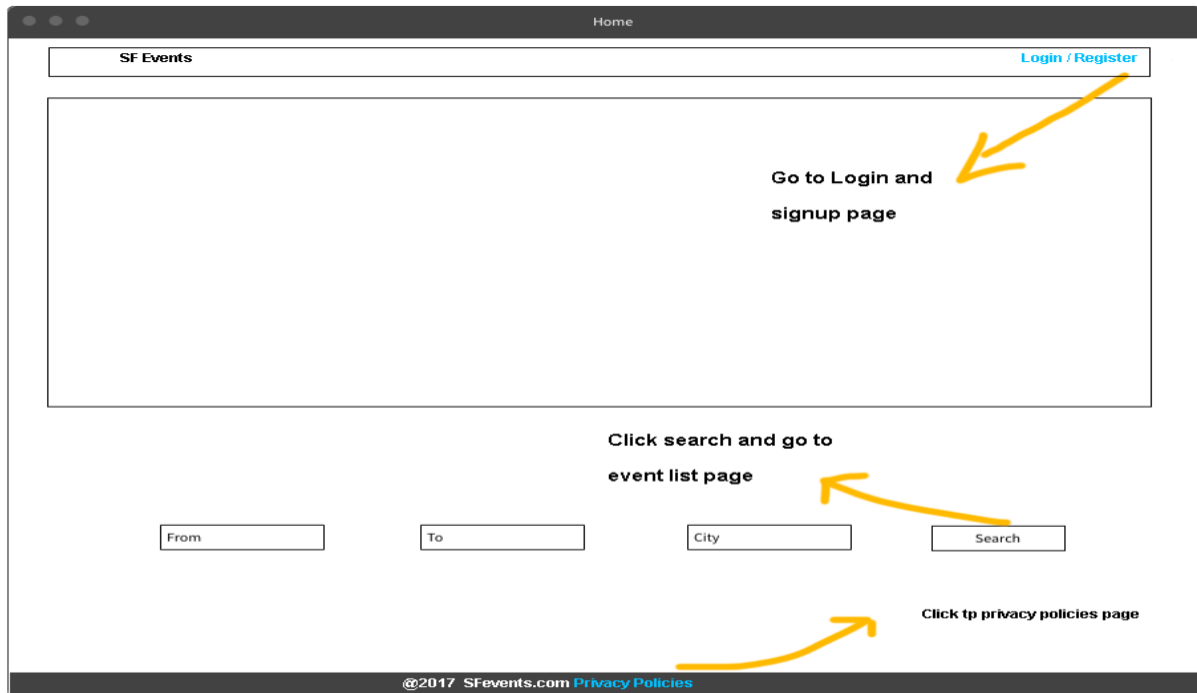 Home
SF Events
Login / Register
Go to Login and
signup page
Click search and go to
event list page
From
To
City
Search
Click tp privacy policies page
@2017 SFevents.com Privacy Policies